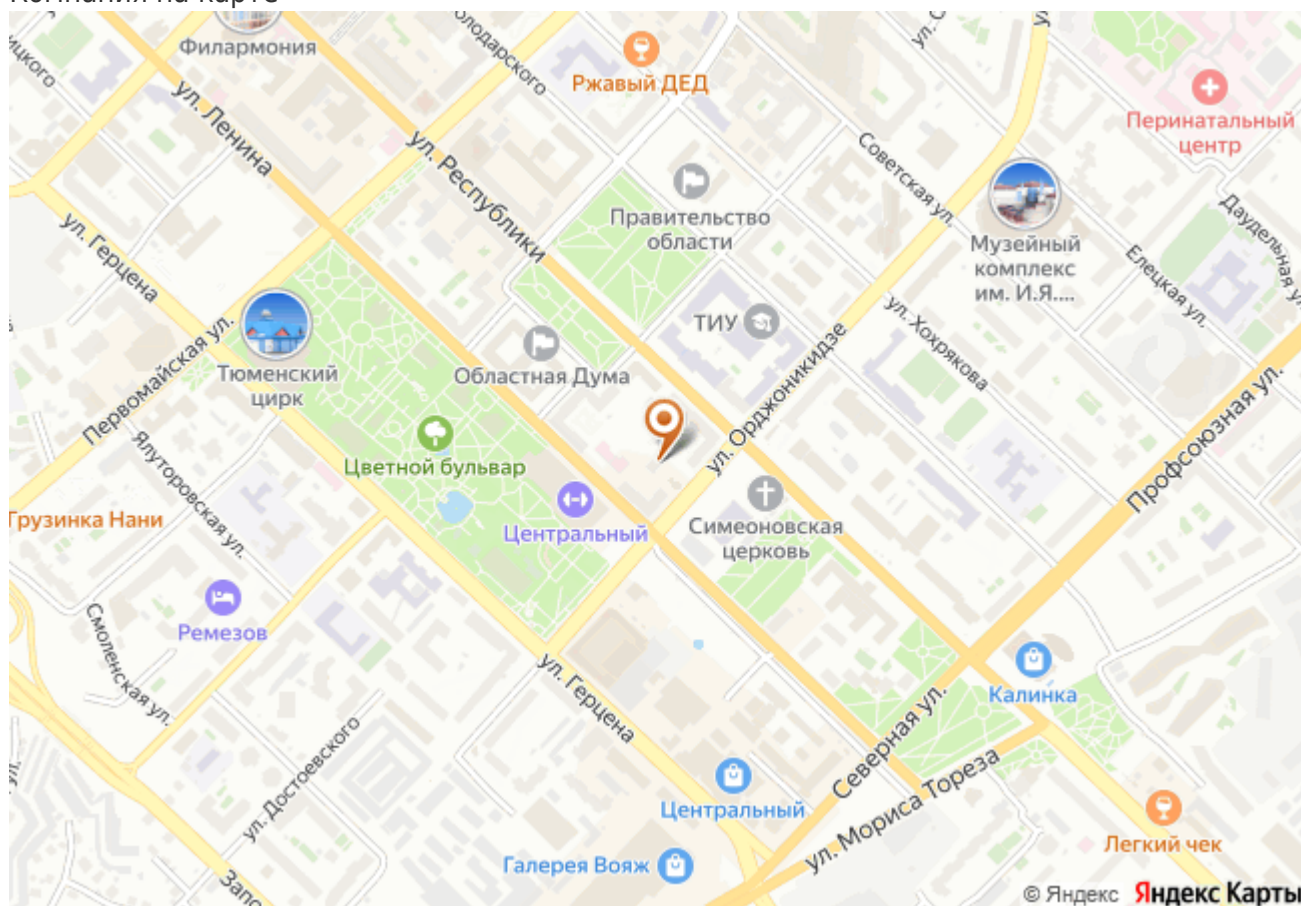 Компания на карте
Филармония
Ржавый ДЕД
Перинатальный
центр
ул. Ленина
ул. Республики
Советская ул.
Правительство
области
Музейный
комплекс
им. И.Я....
Даудельная ул.
Елецкая ул.
ул. Герцена
ТИУ
ул. Хохрякова
Первомайская ул.
Тюменский
цирк
Областная Дума
ул. Орджоникидзе
Профсоюзная ул.
Ялуторовская ул.
Цветной бульвар
Грузинка Нани
Центральный
Симеоновская
церковь
Ремезов
Смоленская ул.
ул. Герцена
Калинка
Северная ул.
ул. Достоевского
ул. Мориса Тореза
Центральный
Легкий чек
Галерея Вояж
© Яндекс Яндекс Карты